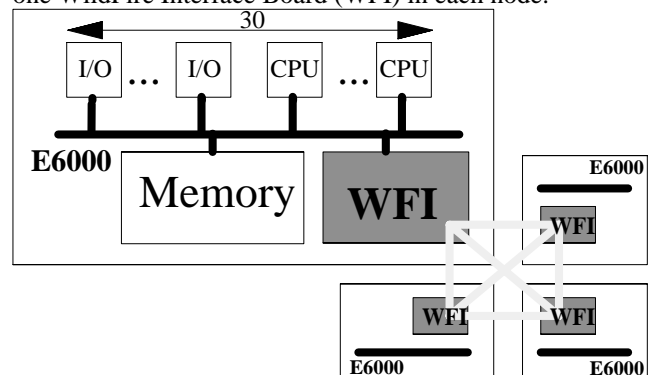 one WildFire Interface Board (WFI) in each node.
30
I/O ... I/O CPU ... CPU
E6000
Memory WFI
E6000
WFI
WFI WFI
E6000 E6000